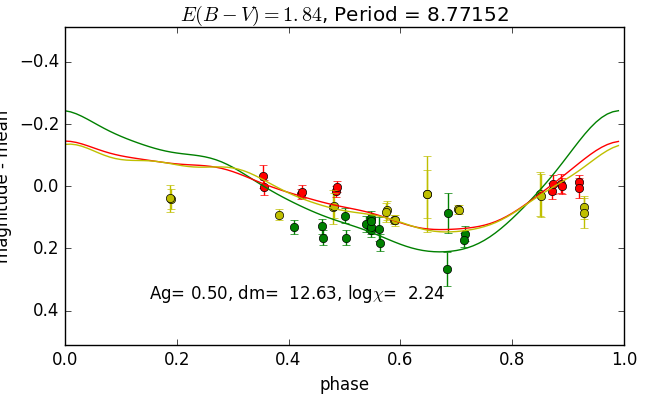 E(B − V) = 1.84, Period = 8.77152
−0.4
−0.2
0.0
0.2
0.4
magnitude - mean
Ag= 0.50, dm= 12.63, logχ= 2.24
0.0 0.2 0.4 0.6 0.8 1.0
phase